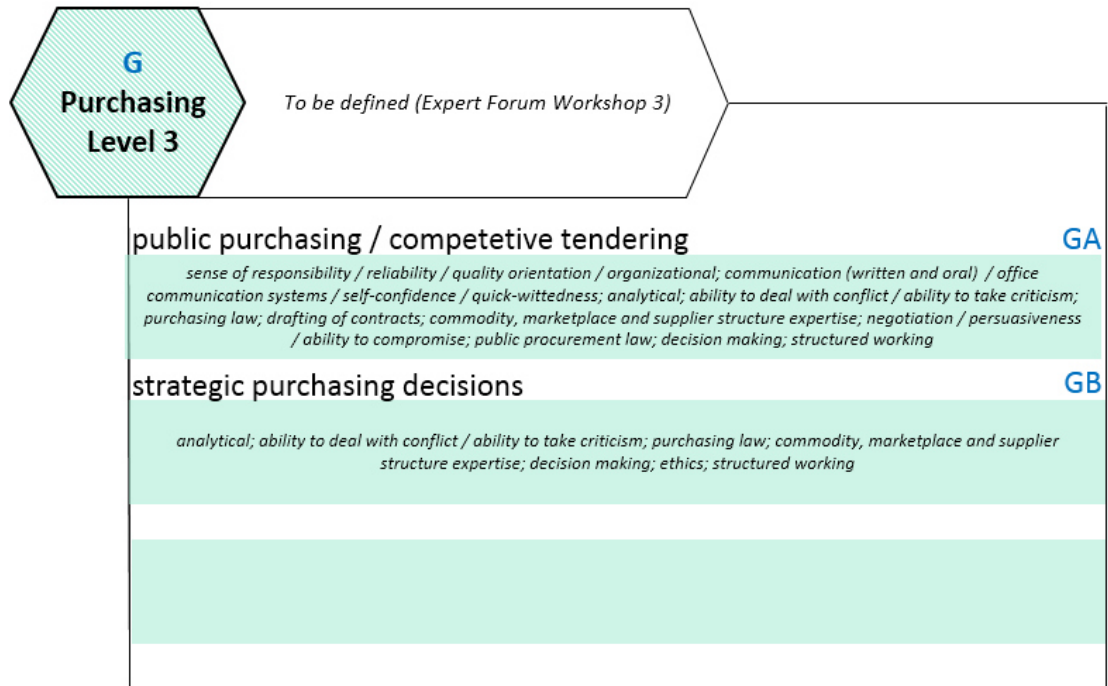 G
Purchasing
Level 3
To be defined (Expert Forum Workshop 3)
public purchasing / competetive tendering GA
sense of responsibility / reliability / quality orientation / organizational; communication (written and oral) / office
communication systems / self-confidence / quick-wittedness; analytical; ability to deal with conflict / ability to take criticism;
purchasing law; drafting of contracts; commodity, marketplace and supplier structure expertise; negotiation / persuasiveness
/ ability to compromise; public procurement law; decision making; structured working
strategic purchasing decisions GB
analytical; ability to deal with conflict / ability to take criticism; purchasing law; commodity, marketplace and supplier
structure expertise; decision making; ethics; structured working